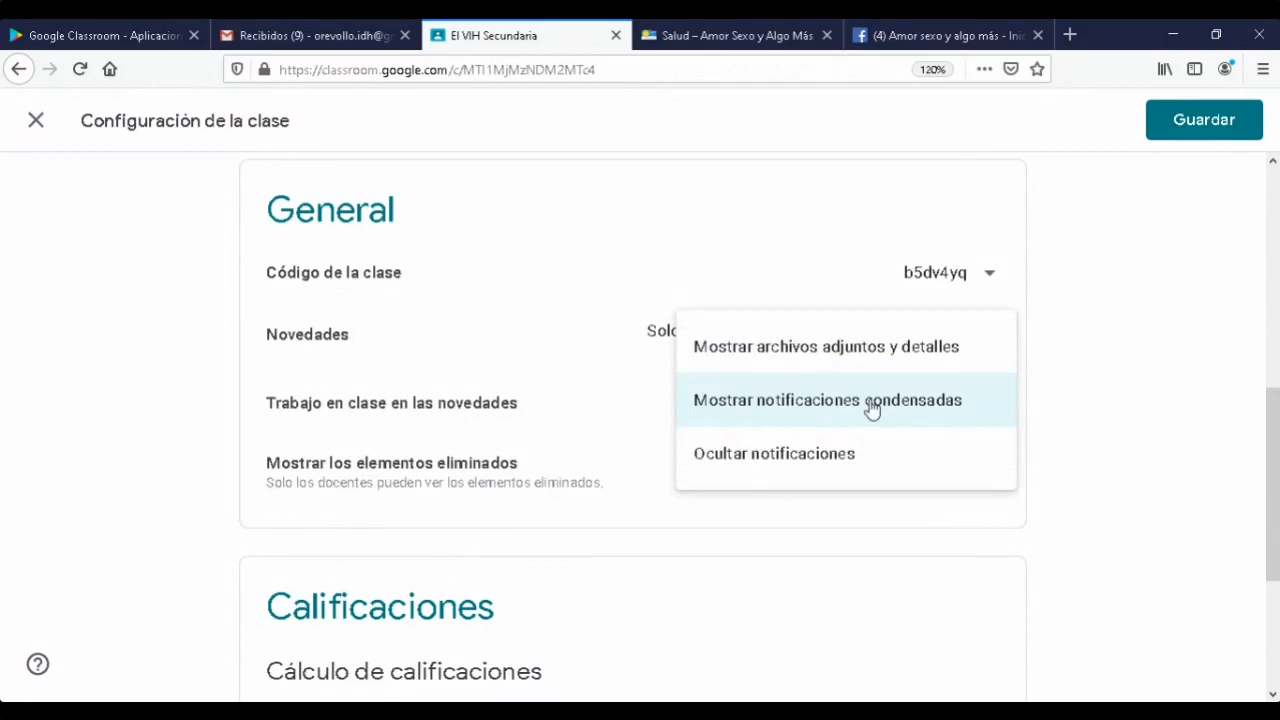 Google Classroom - Aplicacion
Recibidos (9) - orevollo.idh@g
El VIH Secundaria
Salud – Amor Sexo y Algo Más
(4) Amor sexo y algo más - Ini
https://classroom.google.com/c/MTI1MjMzNDM2MTc4
120%
Configuración de la clase
Guardar
General
Código de la clase
b5dv4yq
Novedades
Solo
Mostrar archivos adjuntos y detalles
Trabajo en clase en las novedades
Mostrar notificaciones condensadas
Mostrar los elementos eliminados
Ocultar notificaciones
Solo los docentes pueden ver los elementos eliminados.
Calificaciones
Cálculo de calificaciones